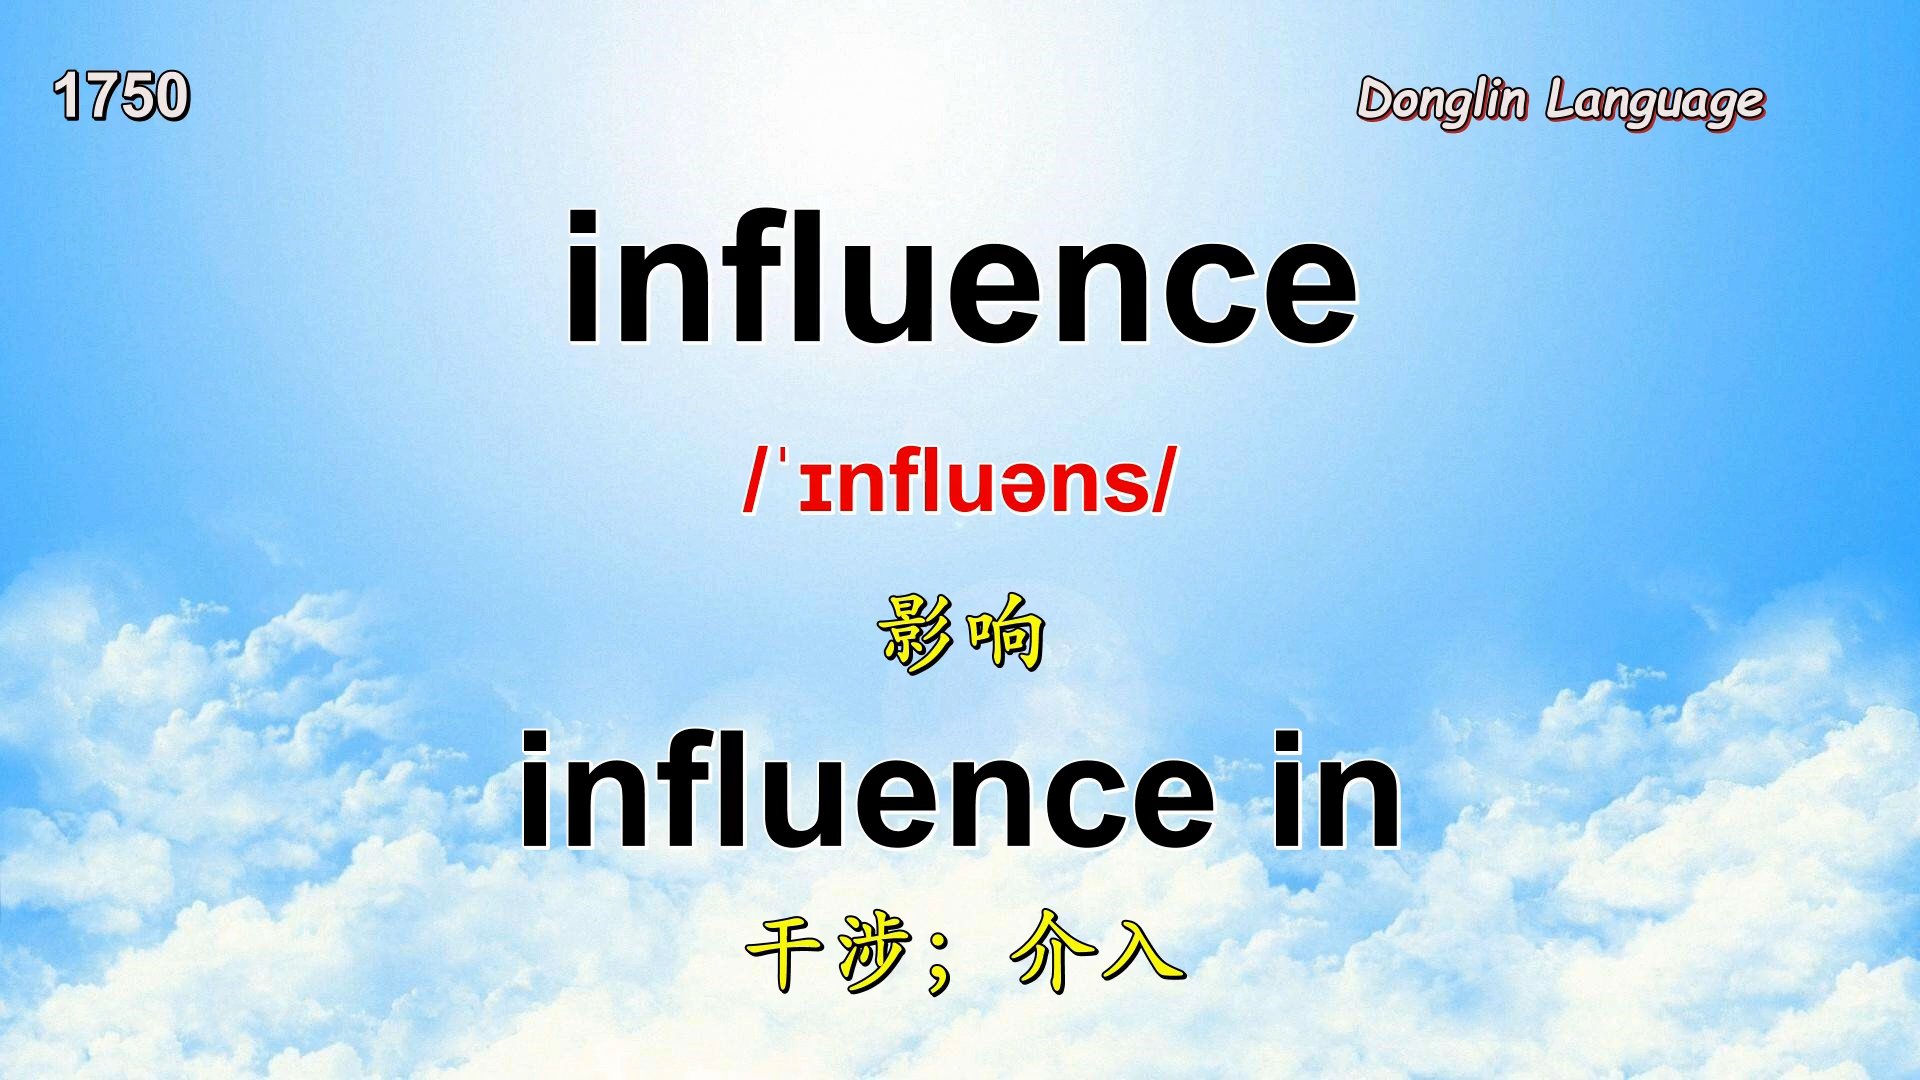 1750
Donglin Language
influence
/ˈɪnfluəns/
影响
influence in
干涉；介入